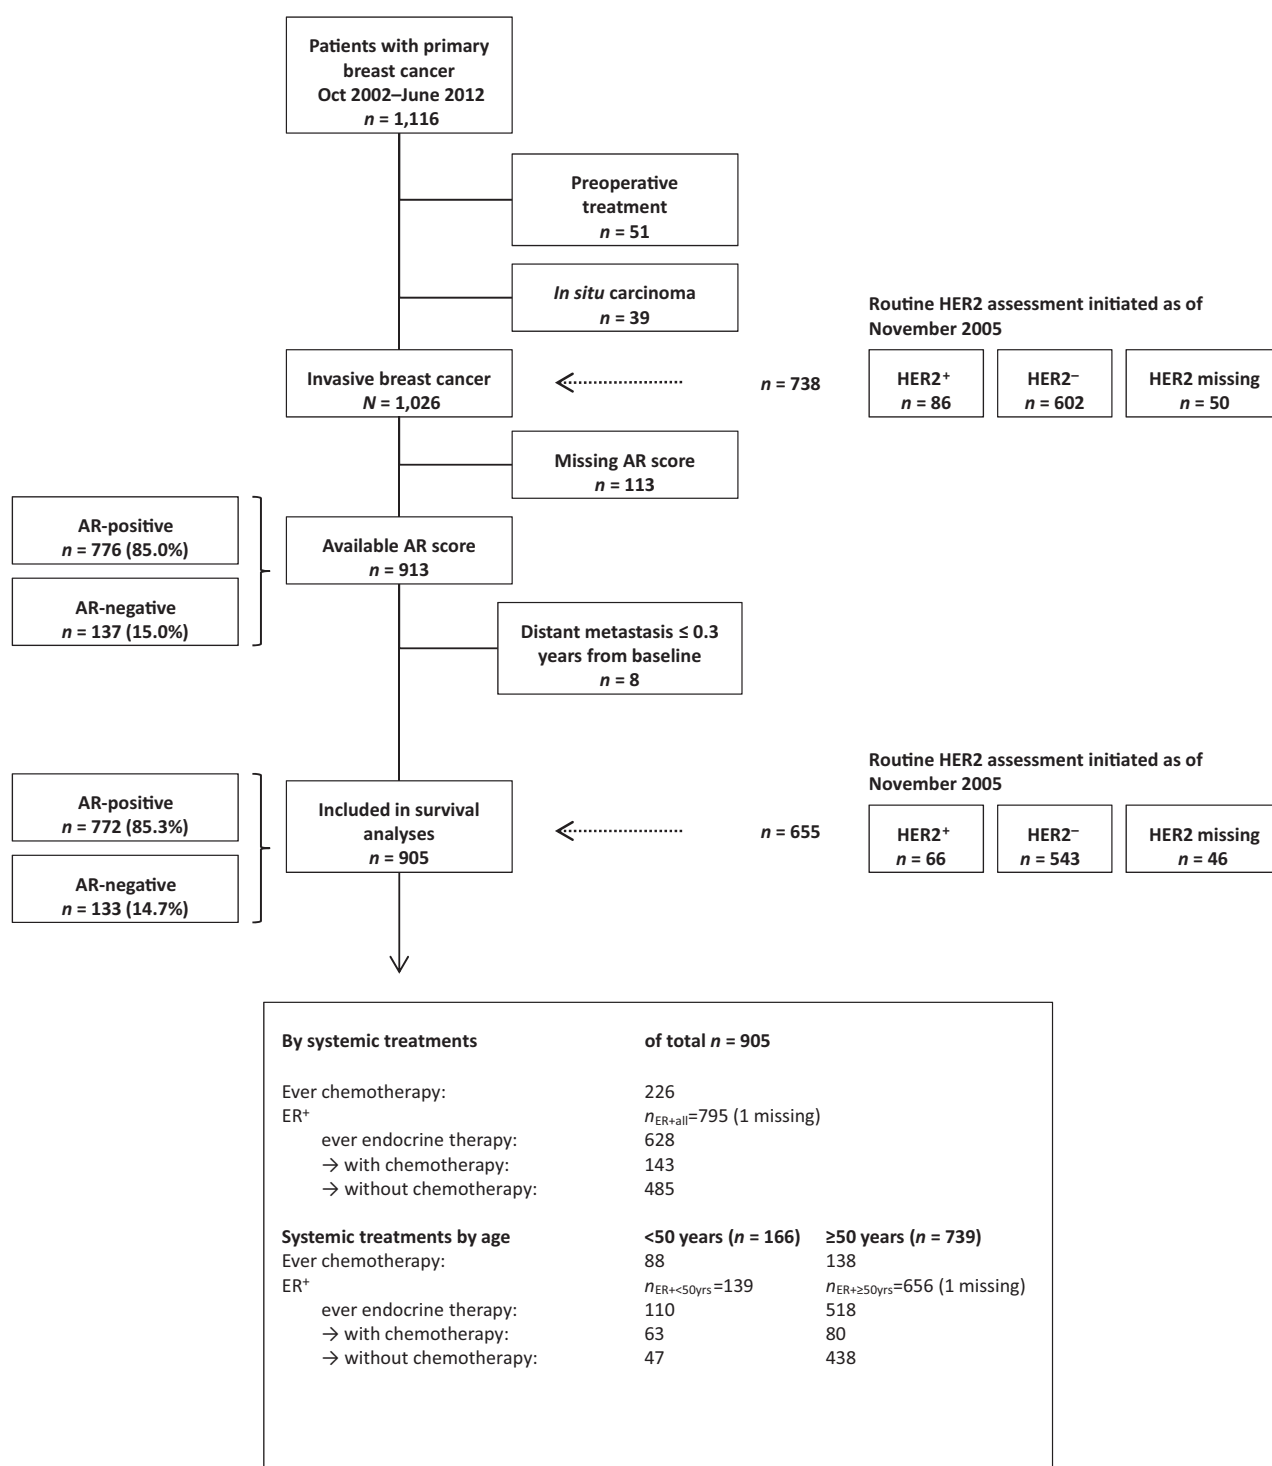 Patients with primary
breast cancer
Oct 2002–June 2012
n = 1,116
Preoperative
treatment
n = 51
In situ carcinoma
n = 39
Routine HER2 assessment initiated as of
November 2005
Invasive breast cancer
N = 1,026
n = 738
HER2+
n = 86
HER2–
n = 602
HER2 missing
n = 50
Missing AR score
n = 113
AR-positive
n = 776 (85.0%)
AR-negative
n = 137 (15.0%)
Available AR score
n = 913
Distant metastasis ≤ 0.3
years from baseline
n = 8
Routine HER2 assessment initiated as of
November 2005
AR-positive
n = 772 (85.3%)
AR-negative
n = 133 (14.7%)
Included in survival
analyses
n = 905
n = 655
HER2+
n = 66
HER2–
n = 543
HER2 missing
n = 46
By systemic treatments of total n = 905
Ever chemotherapy: 226
ER+ nER+all=795 (1 missing)
ever endocrine therapy: 628
→ with chemotherapy: 143
→ without chemotherapy: 485
Systemic treatments by age <50 years (n = 166) ≥50 years (n = 739)
Ever chemotherapy: 88 138
ER+ nER+<50yrs=139 nER+≥50yrs=656 (1 missing)
ever endocrine therapy: 110 518
→ with chemotherapy: 63 80
→ without chemotherapy: 47 438